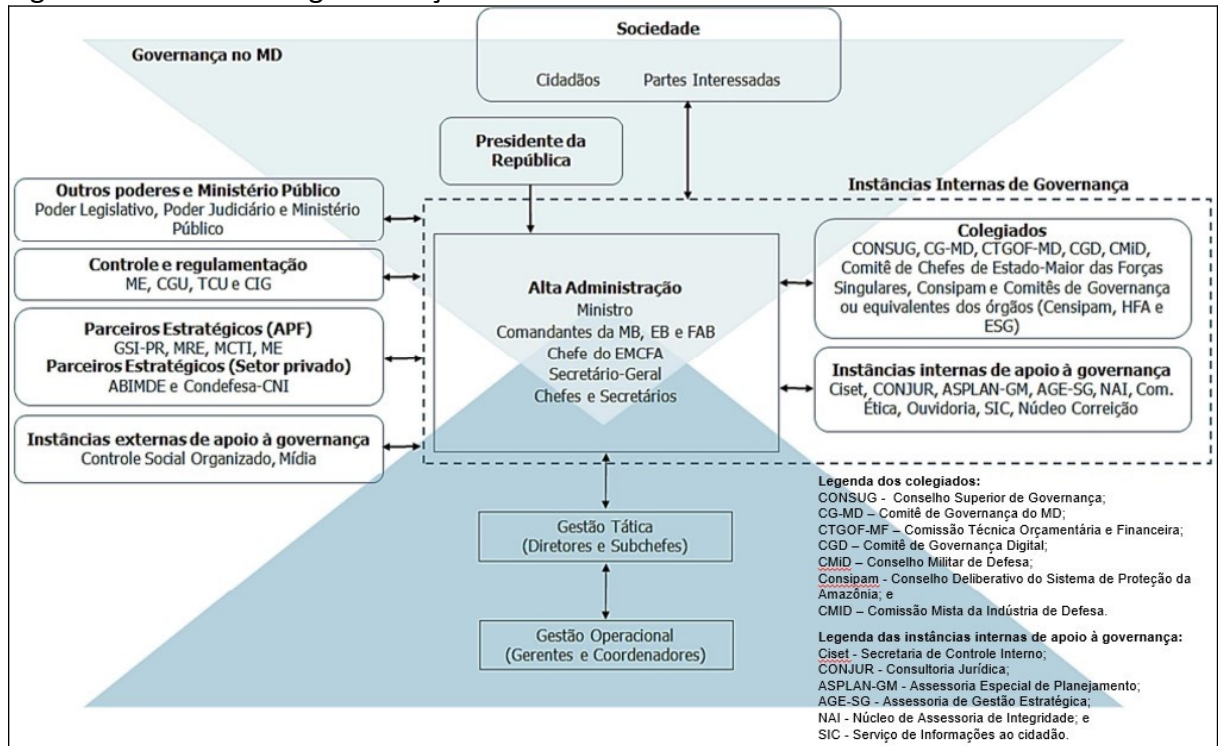 Governança no MD
Sociedade
Cidadãos Partes Interessadas
Presidente da
República
Outros poderes e Ministério Público
Poder Legislativo, Poder Judiciário e Ministério
Público
Controle e regulamentação
ME, CGU, TCU e CIG
Parceiros Estratégicos (APF)
GSI-PR, MRE, MCTI, ME
Parceiros Estratégicos (Setor privado)
ABIMDE e Condefesa-CNI
Instâncias externas de apoio à governança
Controle Social Organizado, Mídia
Alta Administração
Ministro
Comandantes da MB, EB e FAB
Chefe do EMCFA
Secretário-Geral
Chefes e Secretários
Instâncias Internas de Governança
Colegiados
CONSUG, CG-MD, CTGOF-MD, CGD, CMiD,
Comitê de Chefes de Estado-Maior das Forças
Singulares, Consipam e Comitês de Governança
ou equivalentes dos órgãos (Censipam, HFA e
ESG)
Instâncias internas de apoio à governança
Ciset, CONJUR, ASPLAN-GM, AGE-SG, NAI, Com.
Ética, Ouvidoria, SIC, Núcleo Correição
Gestão Tática
(Diretores e Subchefes)
Gestão Operacional
(Gerentes e Coordenadores)
Legenda dos colegiados:
CONSUG - Conselho Superior de Governança;
CG-MD – Comitê de Governança do MD;
CTGOF-MF – Comissão Técnica Orçamentária e Financeira;
CGD – Comitê de Governança Digital;
CMiD – Conselho Militar de Defesa;
Consipam - Conselho Deliberativo do Sistema de Proteção da
Amazônia; e
CMID – Comissão Mista da Indústria de Defesa.
Legenda das instâncias internas de apoio à governança:
Ciset - Secretaria de Controle Interno;
CONJUR - Consultoria Jurídica;
ASPLAN-GM - Assessoria Especial de Planejamento;
AGE-SG - Assessoria de Gestão Estratégica;
NAI - Núcleo de Assessoria de Integridade; e
SIC - Serviço de Informações ao cidadão.